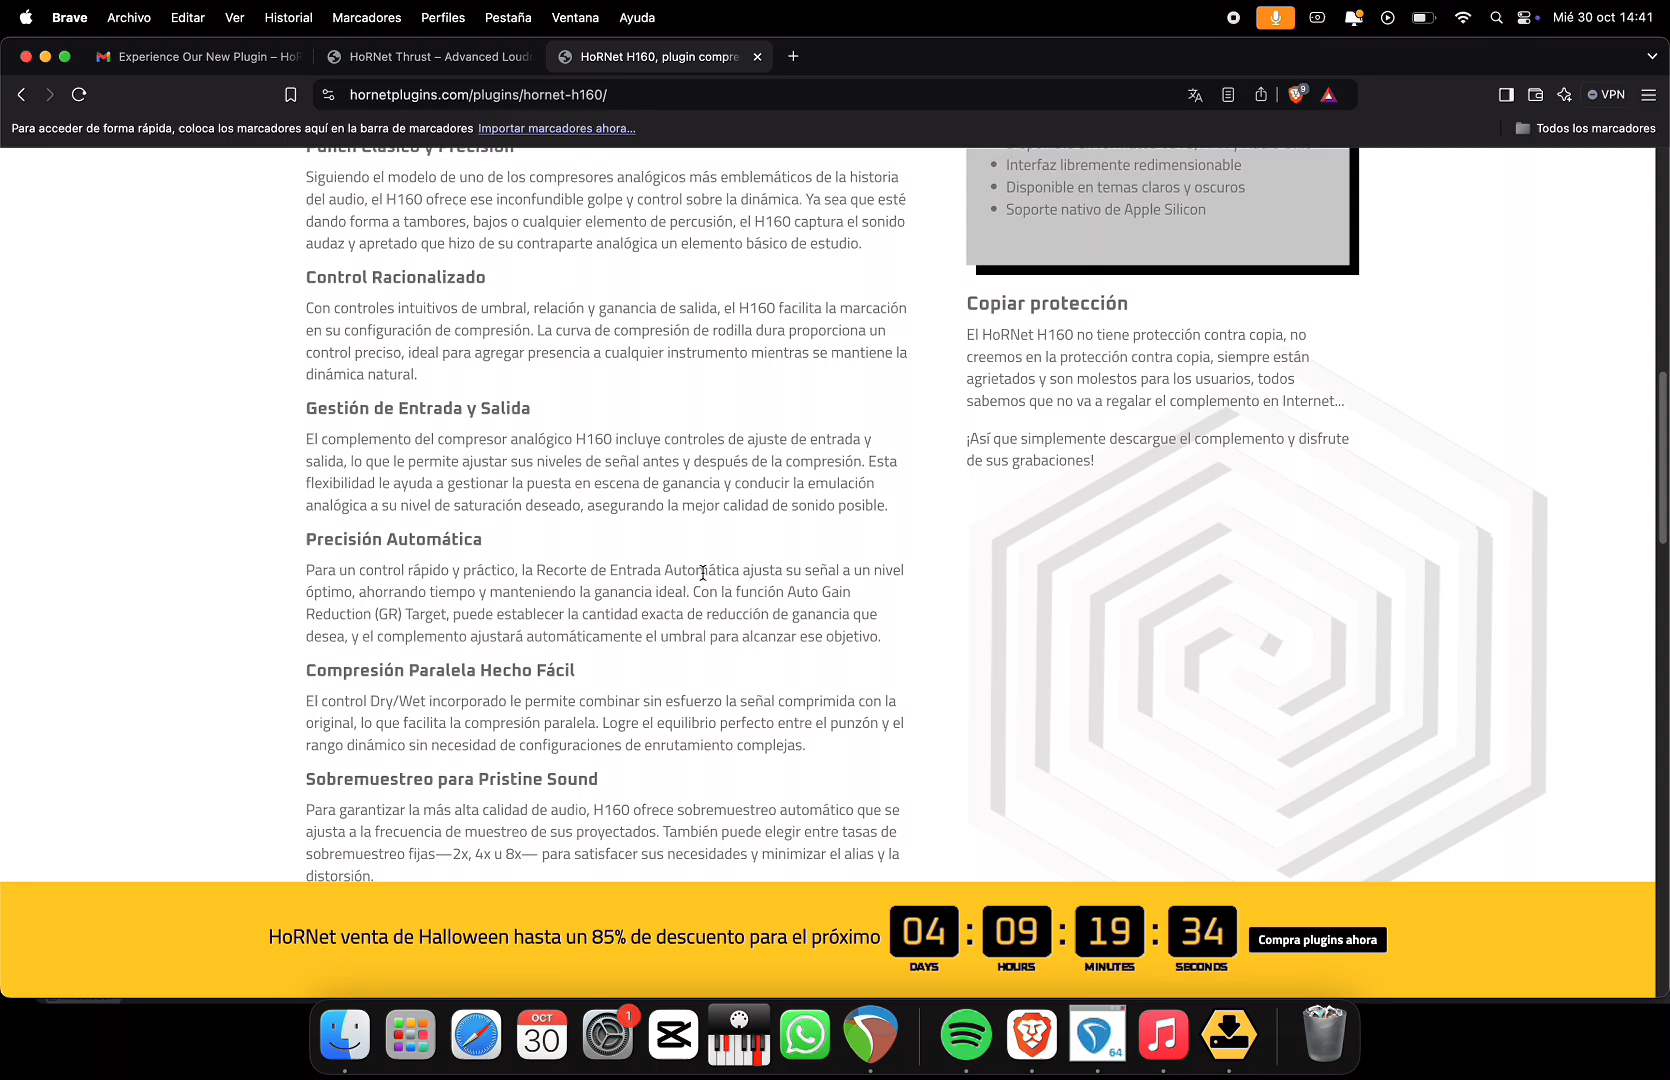 Brave Archivo Editar Ver Historial Marcadores Perfiles Pestaña Ventana Ayuda
Mié 30 oct 14:41
Experience Our New Plugin – HoR
HoRNet Thrust – Advanced Loud
HoRNet H160, plugin compre
hornetplugins.com/plugins/hornet-h160/
9
VPN
Para acceder de forma rápida, coloca los marcadores aquí en la barra de marcadores Importar marcadores ahora...
Todos los marcadores
Punch Clásico y Precisión
Siguiendo el modelo de uno de los compresores analógicos más emblemáticos de la historia
del audio, el H160 ofrece ese inconfundible golpe y control sobre la dinámica. Ya sea que esté
dando forma a tambores, bajos o cualquier elemento de percusión, el H160 captura el sonido
audaz y apretado que hizo de su contraparte analógica un elemento básico de estudio.
Control Racionalizado
Con controles intuitivos de umbral, relación y ganancia de salida, el H160 facilita la marcación
en su configuración de compresión. La curva de compresión de rodilla dura proporciona un
control preciso, ideal para agregar presencia a cualquier instrumento mientras se mantiene la
dinámica natural.
Gestión de Entrada y Salida
El complemento del compresor analógico H160 incluye controles de ajuste de entrada y
salida, lo que le permite ajustar sus niveles de señal antes y después de la compresión. Esta
flexibilidad le ayuda a gestionar la puesta en escena de ganancia y conducir la emulación
analógica a su nivel de saturación deseado, asegurando la mejor calidad de sonido posible.
Precisión Automática
Para un control rápido y práctico, la Recorte de Entrada Automática ajusta su señal a un nivel
óptimo, ahorrando tiempo y manteniendo la ganancia ideal. Con la función Auto Gain
Reduction (GR) Target, puede establecer la cantidad exacta de reducción de ganancia que
desea, y el complemento ajustará automáticamente el umbral para alcanzar ese objetivo.
Compresión Paralela Hecho Fácil
El control Dry/Wet incorporado le permite combinar sin esfuerzo la señal comprimida con la
original, lo que facilita la compresión paralela. Logre el equilibrio perfecto entre el punzón y el
rango dinámico sin necesidad de configuraciones de enrutamiento complejas.
Sobremuestreo para Pristine Sound
Para garantizar la más alta calidad de audio, H160 ofrece sobremuestreo automático que se
ajusta a la frecuencia de muestreo de sus proyectados. También puede elegir entre tasas de
sobremuestreo fijas—2x, 4x u 8x— para satisfacer sus necesidades y minimizar el alias y la
distorsión.
Interfaz libremente redimensionable
Disponible en temas claros y oscuros
Soporte nativo de Apple Silicon
Copiar protección
El HoRNet H160 no tiene protección contra copia, no
creemos en la protección contra copia, siempre están
agrietados y son molestos para los usuarios, todos
sabemos que no va a regalar el complemento en Internet...
¡Así que simplemente descargue el complemento y disfrute
de sus grabaciones!
HoRNet venta de Halloween hasta un 85% de descuento para el próximo
04 : 09 : 19 : 34
DAYS HOURS MINUTES SECONDS
Compra plugins ahora
OCT
30
1
64